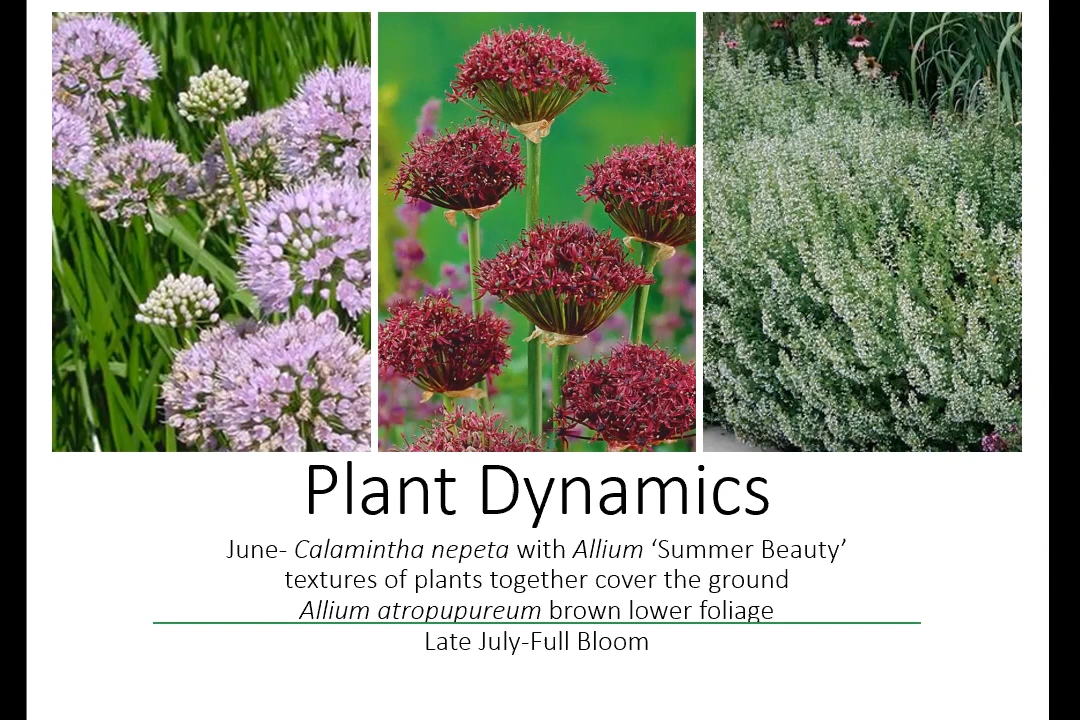 Plant Dynamics
June- Calamintha nepeta with Allium ‘Summer Beauty’
textures of plants together cover the ground
Allium atropupureum brown lower foliage
Late July-Full Bloom